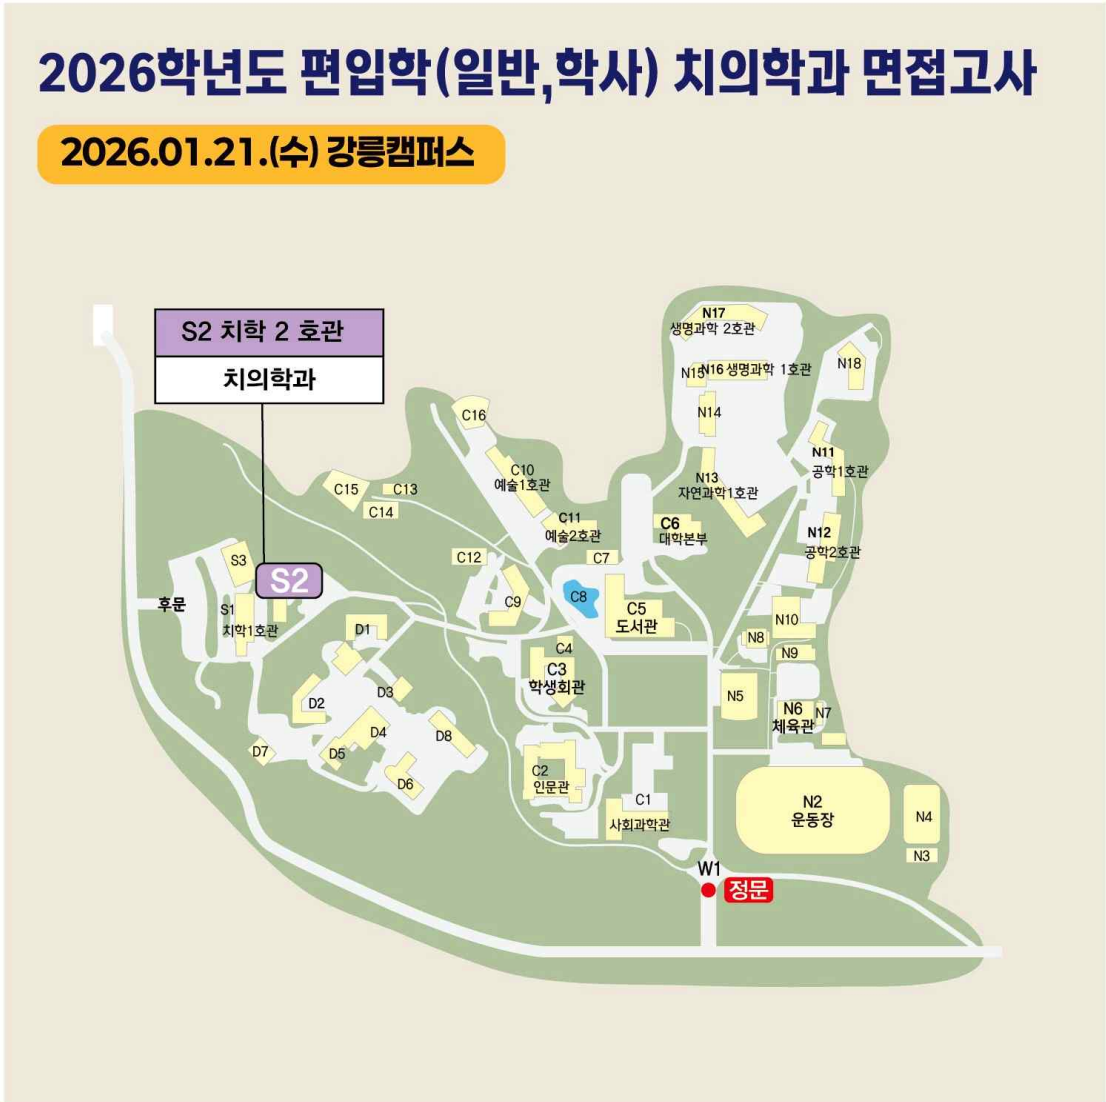 2026학년도 편입학(일반,학사) 치의학과 면접고사
2026.01.21.(수) 강릉캠퍼스
S2 치학 2 호관
치의학과
N17
생명과학 2호관
N15
N16 생명과학 1호관
N18
N14
C16
N11
공학1호관
C10
예술1호관
N13
자연과학1호관
C15
C13
C14
C11
예술2호관
C6
대학본부
N12
공학2호관
C12
C7
S3
S2
C8
C9
후문
S1
치학1호관
C5
도서관
N10
D1
N8
C4
N9
C3
학생회관
D3
N5
D2
N6
체육관
N7
D4
D8
D5
D7
C2
인문관
D6
C1
사회과학관
N2
운동장
N4
N3
W1
정문